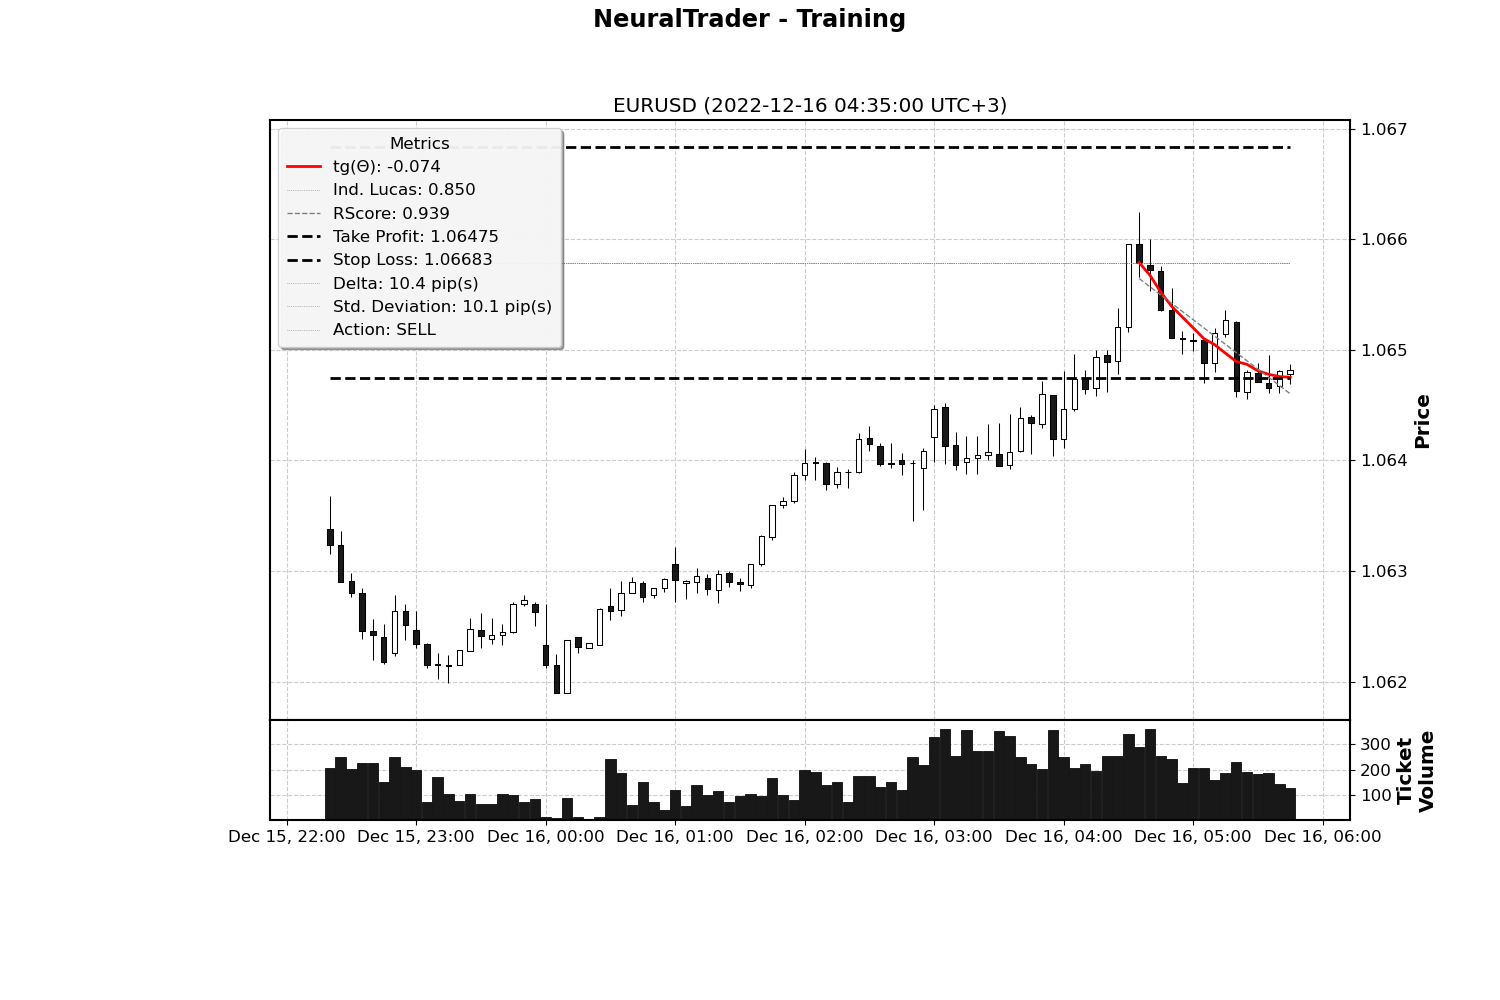 NeuralTrader - Training
EURUSD (2022-12-16 04:35:00 UTC+3)
Metrics
tg(Θ): -0.074
Ind. Lucas: 0.850
RScore: 0.939
Take Profit: 1.06475
Stop Loss: 1.06683
Delta: 10.4 pip(s)
Std. Deviation: 10.1 pip(s)
Action: SELL
1.067
1.066
1.065
1.064
1.063
1.062
Price
300
200
100
Ticket
Volume
Dec 15, 22:00 Dec 15, 23:00 Dec 16, 00:00 Dec 16, 01:00 Dec 16, 02:00 Dec 16, 03:00 Dec 16, 04:00 Dec 16, 05:00 Dec 16, 06:00